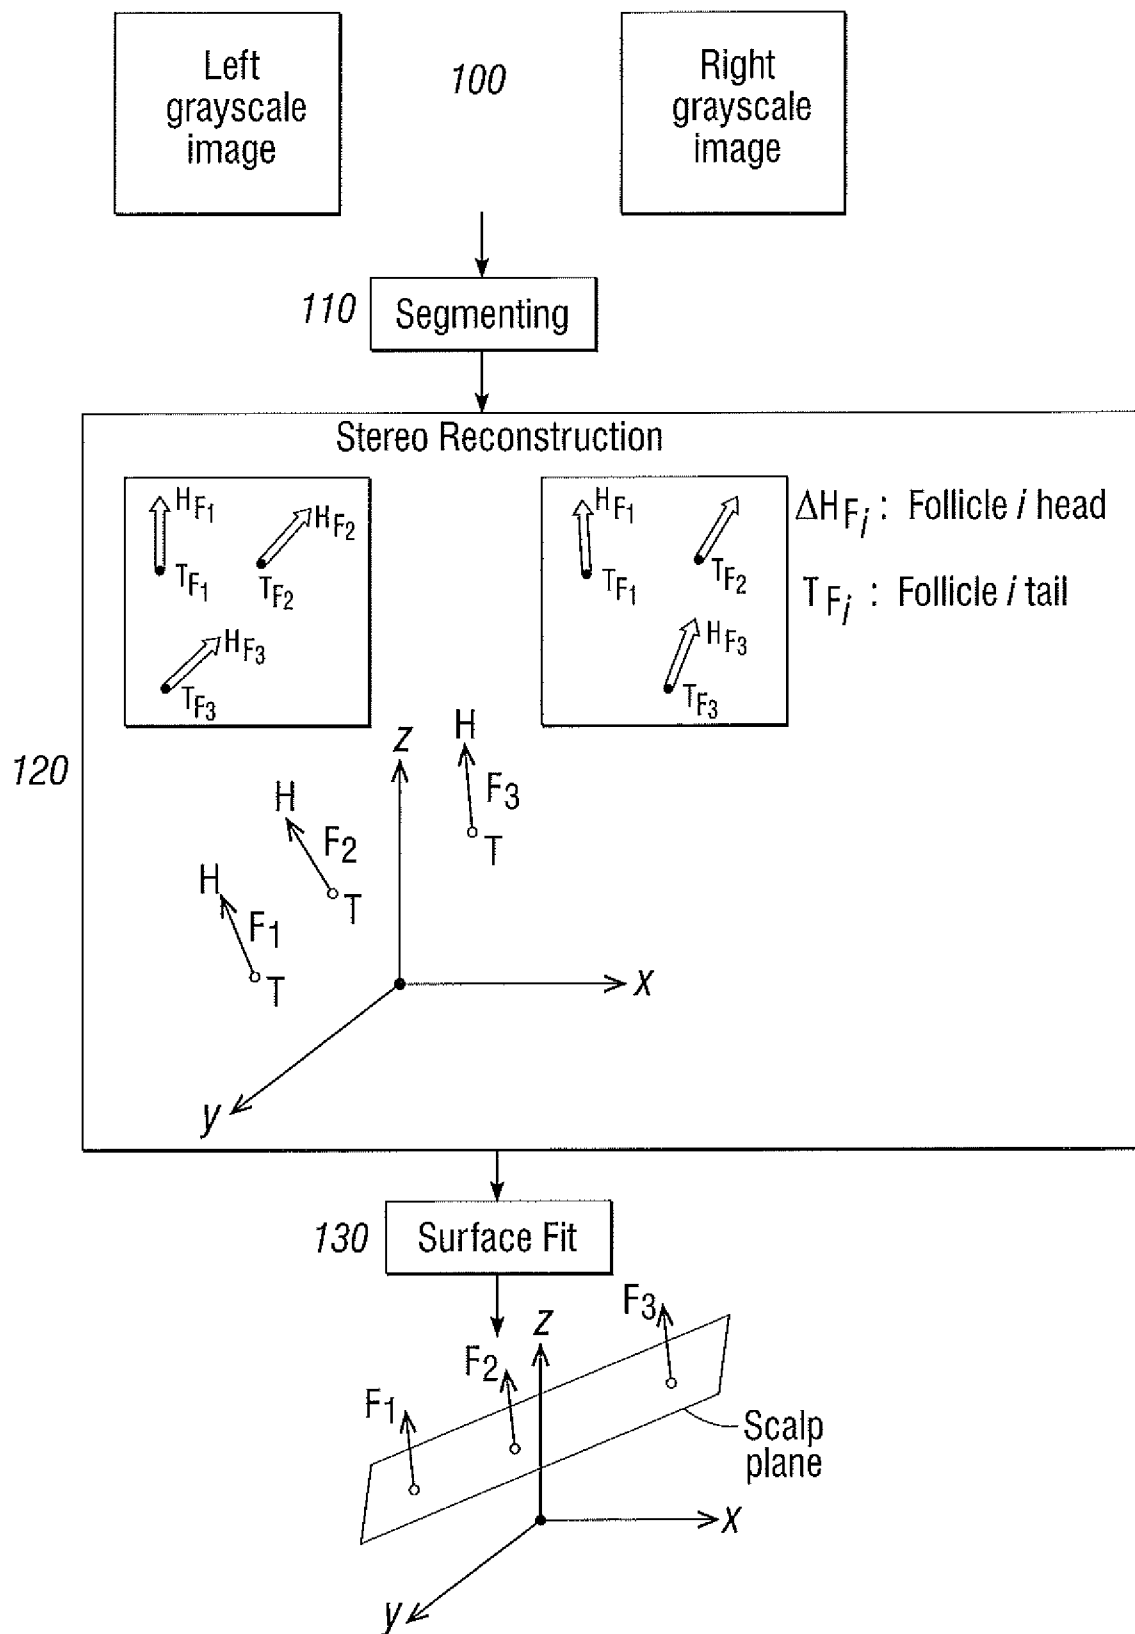 Left
grayscale
image
100
Right
grayscale
image
110
Segmenting
Stereo Reconstruction
HF1
HF2
TF1
TF2
HF3
TF3
HF1
TF1
TF2
HF3
TF3
ΔHFi : Follicle i head
TFi : Follicle i tail
120
z
H
F3
T
H
F2
T
H
F1
T
x
y
130
Surface Fit
F3
z
F2
F1
Scalp
plane
x
y